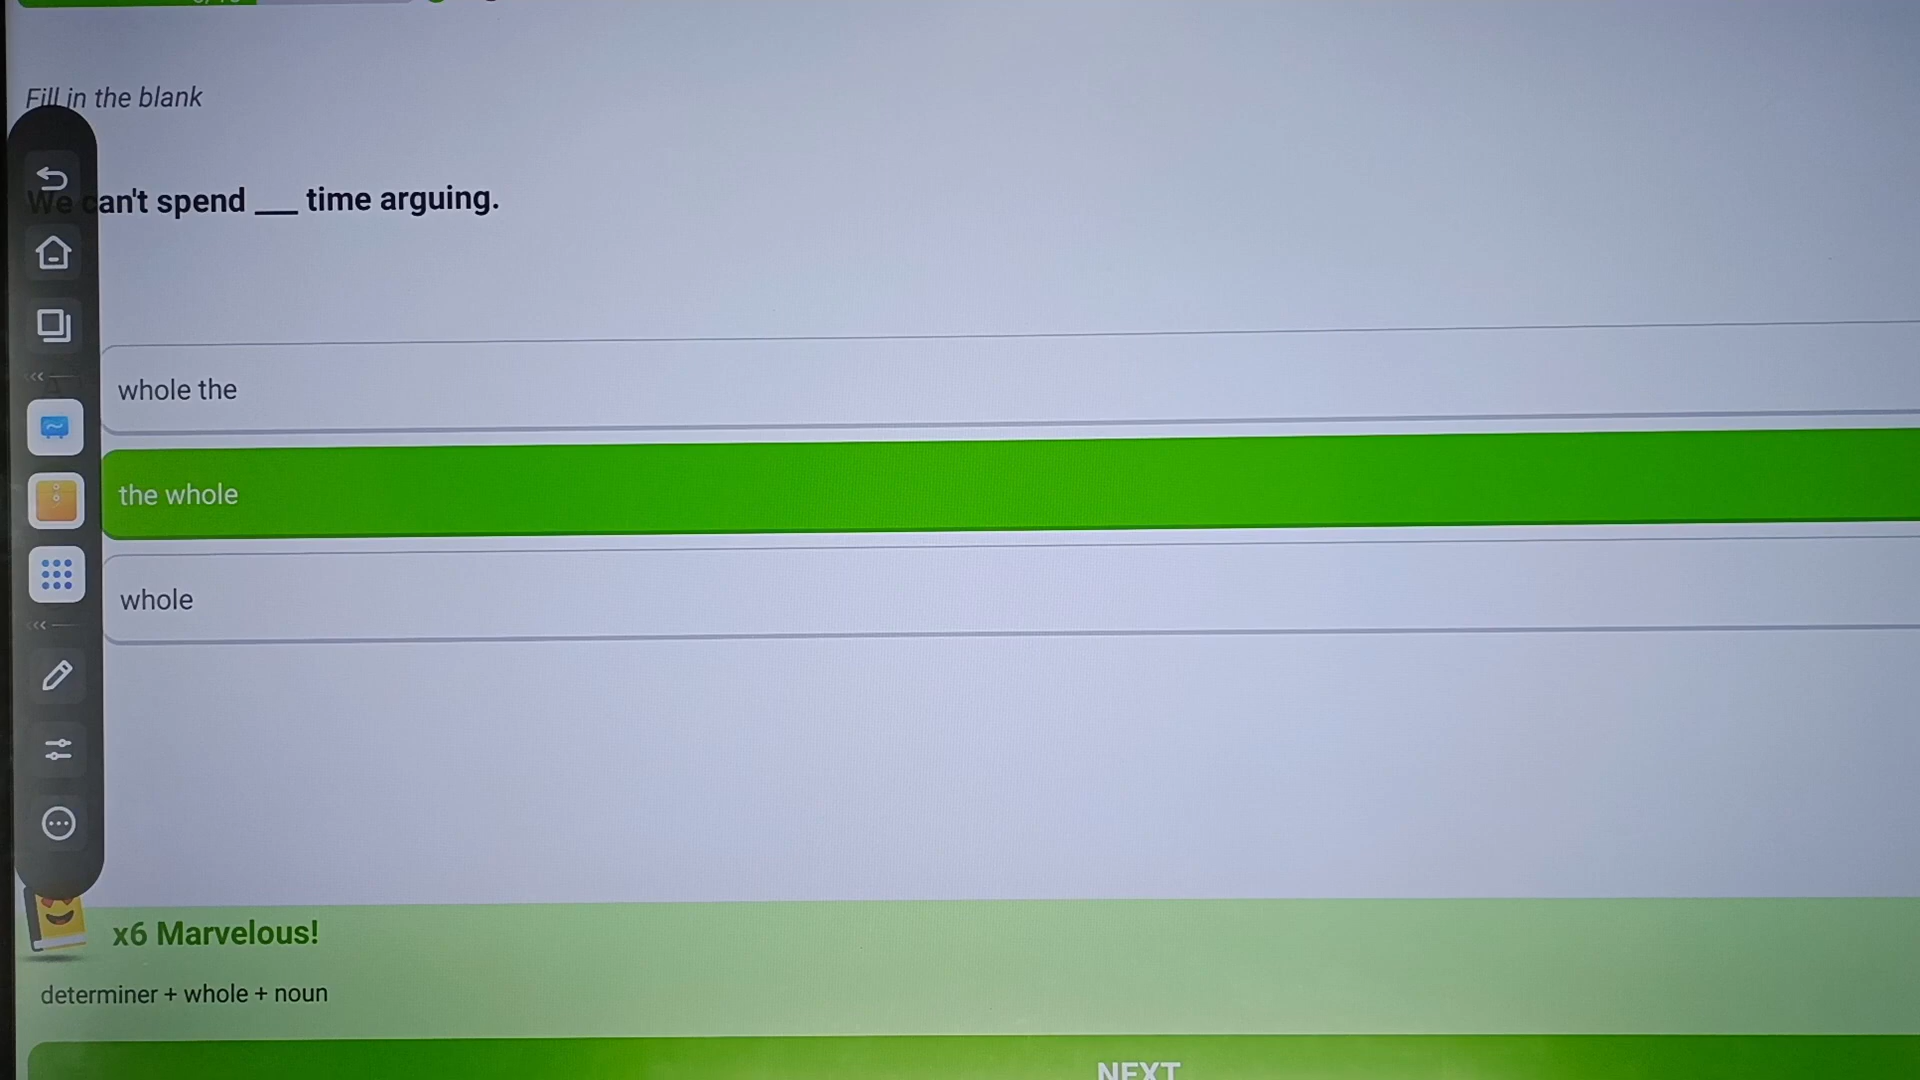 Fill in the blank
We can't spend ___ time arguing.
whole the
the whole
whole
x6 Marvelous!
determiner + whole + noun
NEXT